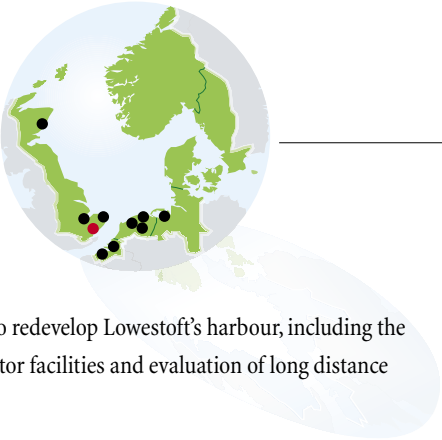 o redevelop Lowestoft’s harbour, including the
tor facilities and evaluation of long distance